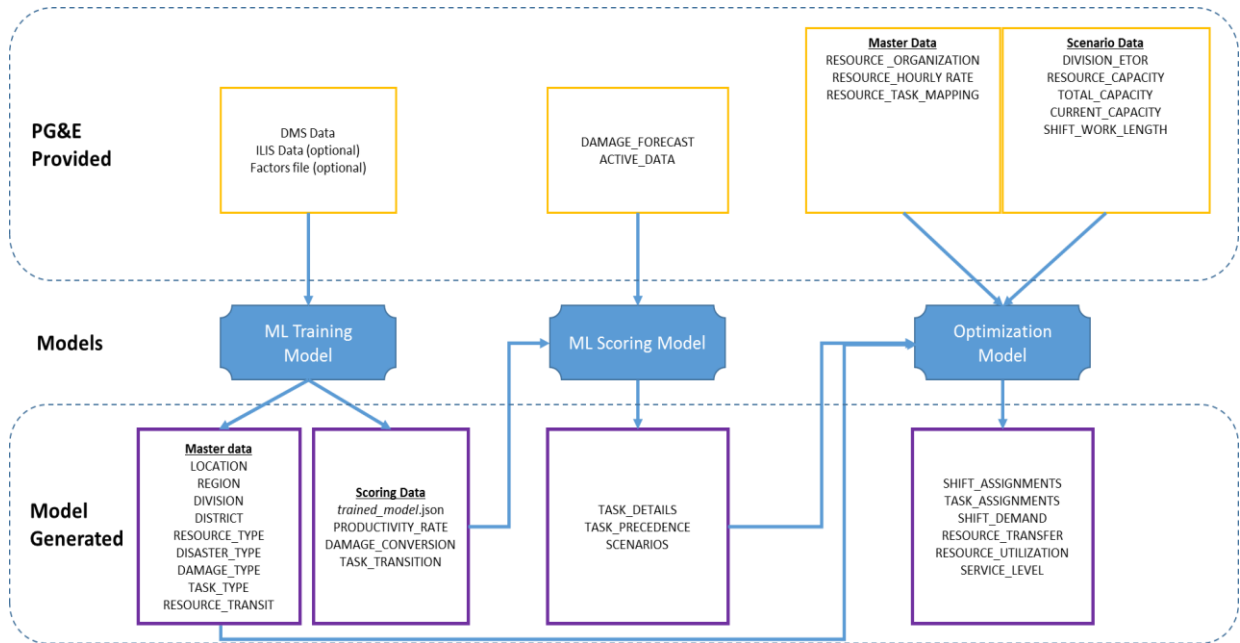 PG&E
Provided
DMS Data
ILIS Data (optional)
Factors file (optional)
DAMAGE_FORECAST
ACTIVE_DATA
Master Data
RESOURCE _ORGANIZATION
RESOURCE_HOURLY RATE
RESOURCE_TASK_MAPPING
Scenario Data
DIVISION_ETOR
RESOURCE_CAPACITY
TOTAL_CAPACITY
CURRENT_CAPACITY
SHIFT_WORK_LENGTH
Models
ML Training
Model
ML Scoring Model
Optimization
Model
Model
Generated
Master data
LOCATION
REGION
DIVISION
DISTRICT
RESOURCE_TYPE
DISASTER_TYPE
DAMAGE_TYPE
TASK_TYPE
RESOURCE_TRANSIT
Scoring Data
trained_model.json
PRODUCTIVITY_RATE
DAMAGE_CONVERSION
TASK_TRANSITION
TASK_DETAILS
TASK_PRECEDENCE
SCENARIOS
SHIFT_ASSIGNMENTS
TASK_ASSIGNMENTS
SHIFT_DEMAND
RESOURCE_TRANSFER
RESOURCE_UTILIZATION
SERVICE_LEVEL